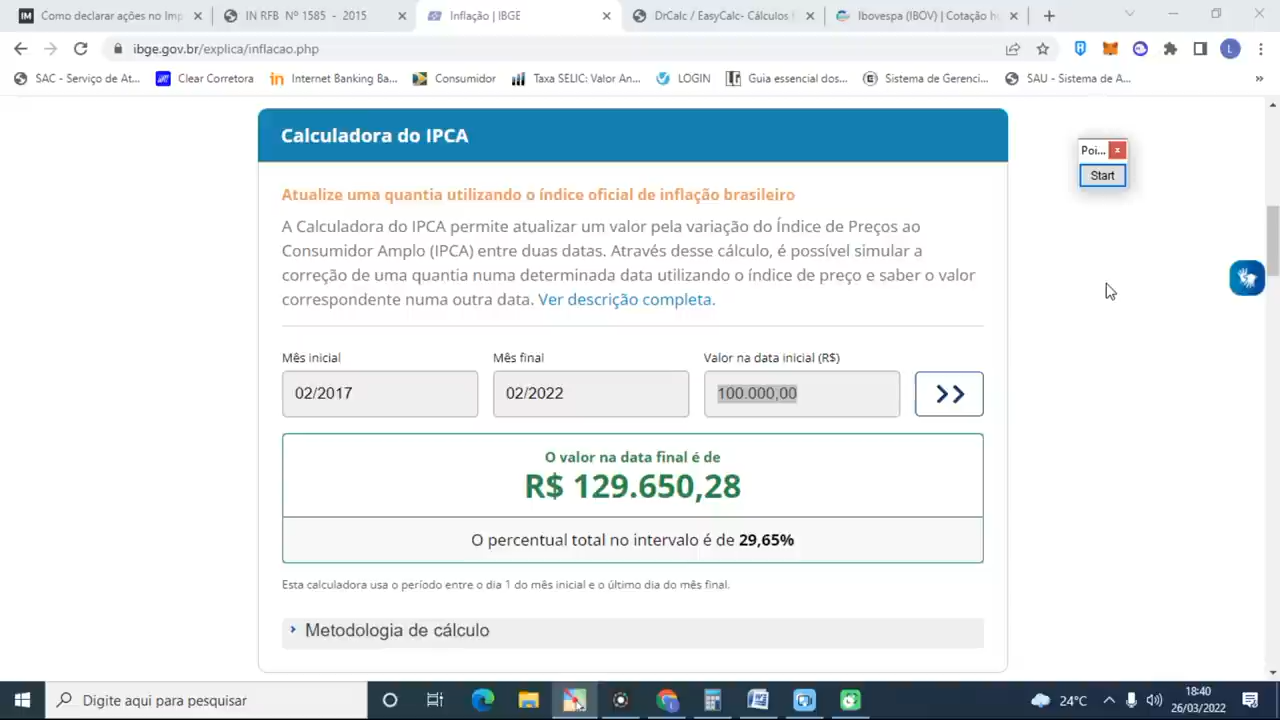 Como declarar ações no Imp
IN RFB Nº 1585 - 2015
Inflação | IBGE
DrCalc / EasyCalc- Cálculos
Ibovespa (IBOV) | Cotação h
ibge.gov.br/explica/inflacao.php
L
SAC - Serviço de At...
Clear Corretora
Internet Banking Ba...
Consumidor
Taxa SELIC: Valor An...
LOGIN
Guia essencial dos...
Sistema de Gerenci...
SAU - Sistema de A...
Calculadora do IPCA
Poi...
Start
Atualize uma quantia utilizando o índice oficial de inflação brasileiro
A Calculadora do IPCA permite atualizar um valor pela variação do Índice de Preços ao
Consumidor Amplo (IPCA) entre duas datas. Através desse cálculo, é possível simular a
correção de uma quantia numa determinada data utilizando o índice de preço e saber o valor
correspondente numa outra data. Ver descrição completa.
Mês inicial
Mês final
Valor na data inicial (R$)
02/2017
02/2022
100.000,00
O valor na data final é de
R$ 129.650,28
O percentual total no intervalo é de 29,65%
Esta calculadora usa o período entre o dia 1 do mês inicial e o último dia do mês final.
Metodologia de cálculo
Digite aqui para pesquisar
24°C
18:40
26/03/2022